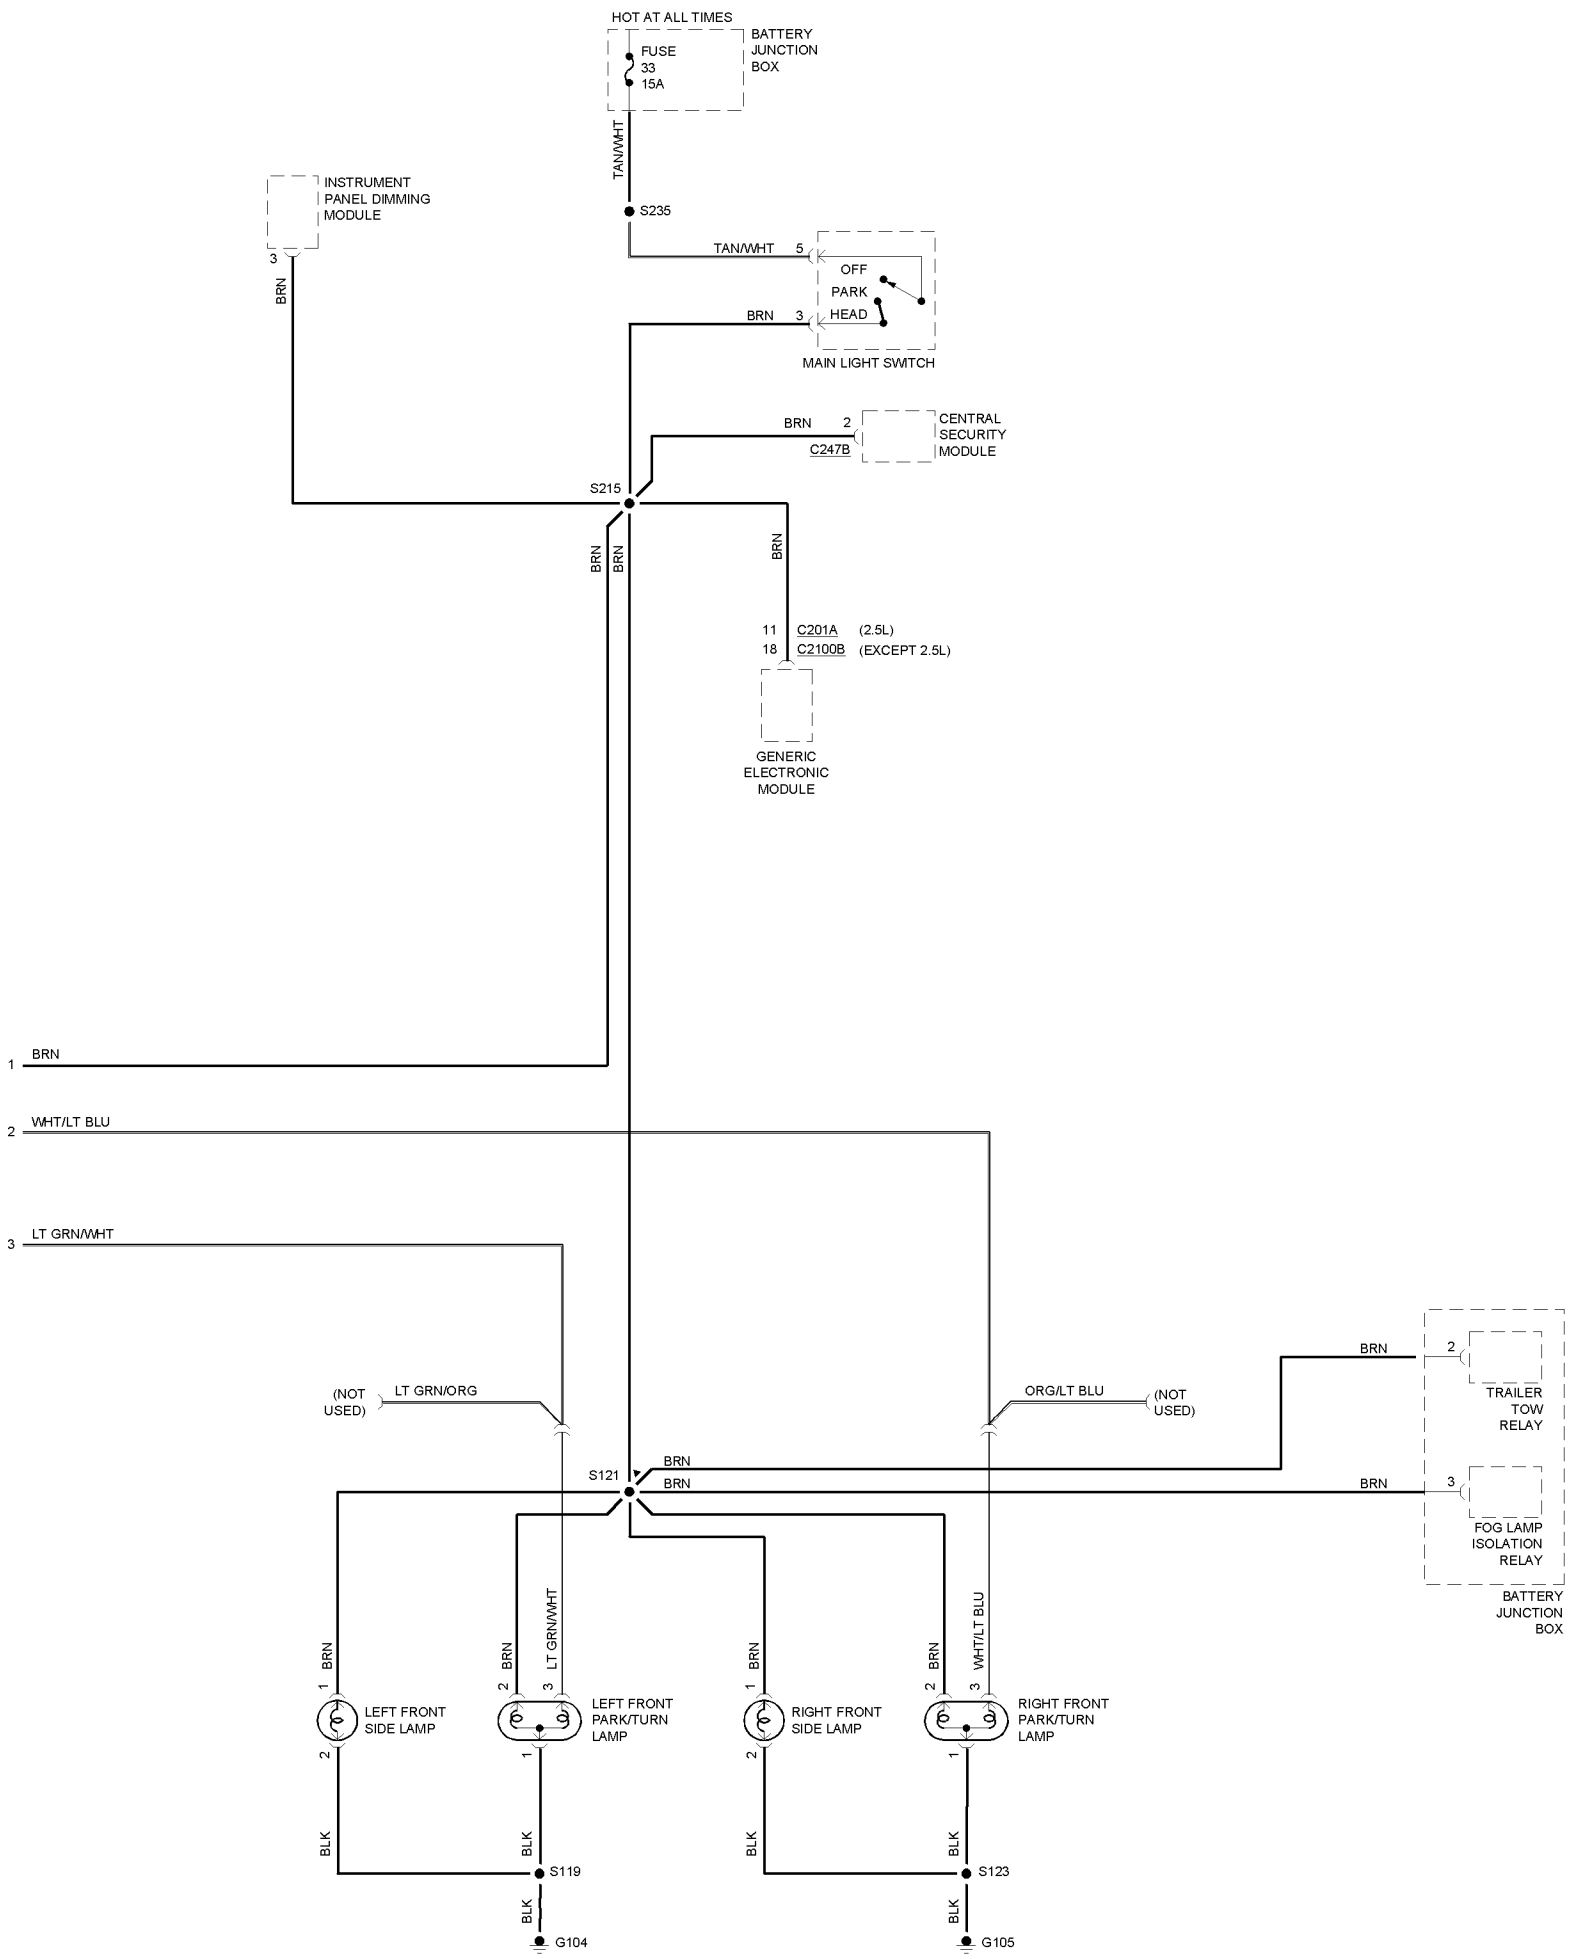 HOT AT ALL TIMES
BATTERY
JUNCTION
BOX
FUSE
33
15A
TAN/WHT
S235
INSTRUMENT
PANEL DIMMING
MODULE
3
BRN
TAN/WHT 5
OFF
PARK
HEAD
BRN 3
MAIN LIGHT SWITCH
BRN 2
C247B
CENTRAL
SECURITY
MODULE
S215
BRN
BRN
BRN
11 C201A (2.5L)
18 C2100B (EXCEPT 2.5L)
GENERIC
ELECTRONIC
MODULE
1 BRN
2 WHT/LT BLU
3 LT GRN/WHT
(NOT
USED)
LT GRN/ORG
ORG/LT BLU
(NOT
USED)
BRN 2
TRAILER
TOW
RELAY
S121
BRN
BRN
BRN 3
FOG LAMP
ISOLATION
RELAY
BATTERY
JUNCTION
BOX
1 BRN
2 BRN
3 LT GRN/WHT
1 BRN
2 BRN
3 WHT/LT BLU
LEFT FRONT
SIDE LAMP
LEFT FRONT
PARK/TURN
LAMP
RIGHT FRONT
SIDE LAMP
RIGHT FRONT
PARK/TURN
LAMP
2
1
2
1
BLK
BLK
BLK
BLK
S119
S123
BLK
BLK
G104
G105